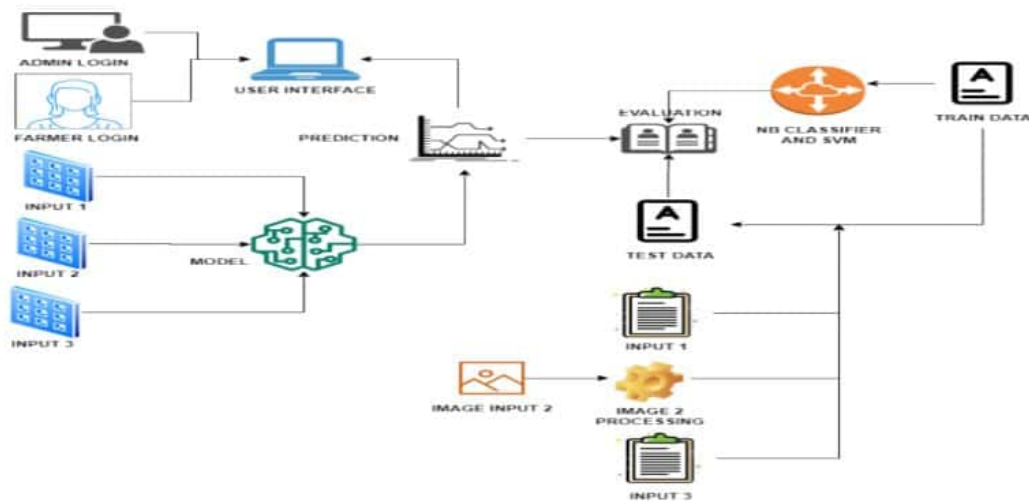 ADMIN LOGIN
USER INTERFACE
FARMER LOGIN
PREDICTION
EVALUATION
NB CLASSIFIER
AND SVM
TRAIN DATA
A
A
INPUT 1
INPUT 2
INPUT 3
MODEL
TEST DATA
INPUT 1
IMAGE INPUT 2
IMAGE 2
PROCESSING
INPUT 3